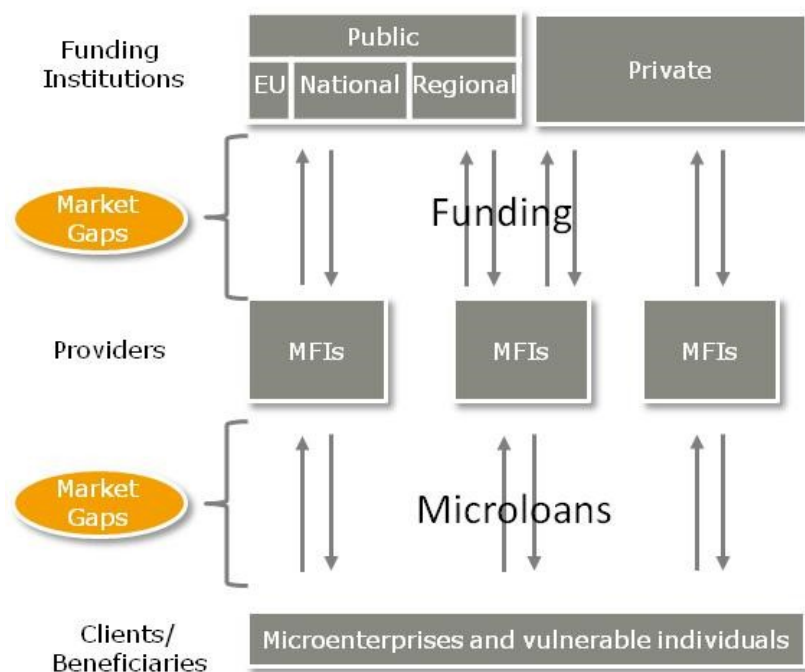 Funding
Institutions
Public
EU National Regional
Private
Market
Gaps
Funding
Providers
MFIs
MFIs
MFIs
Market
Gaps
Microloans
Clients/
Beneficiaries
Microenterprises and vulnerable individuals